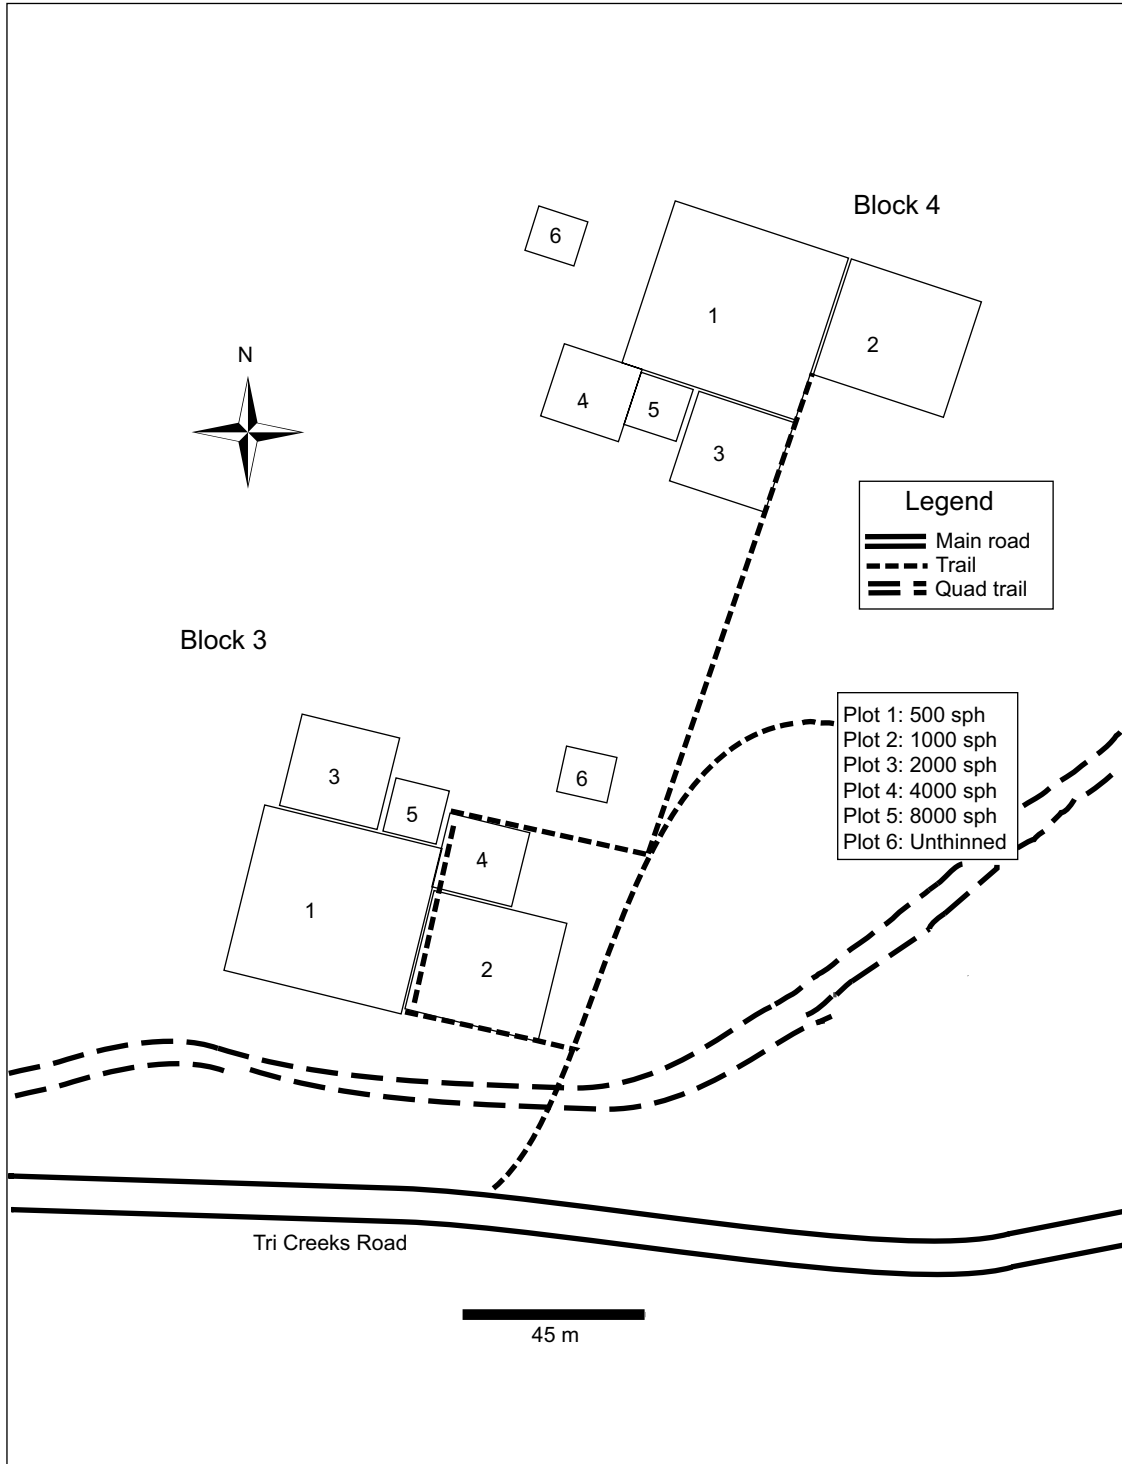 Block 4
6
1
2
N
4
5
3
Legend
Main road
Trail
Quad trail
Block 3
Plot 1: 500 sph
Plot 2: 1000 sph
Plot 3: 2000 sph
Plot 4: 4000 sph
Plot 5: 8000 sph
Plot 6: Unthinned
3
6
5
4
1
2
Tri Creeks Road
45 m